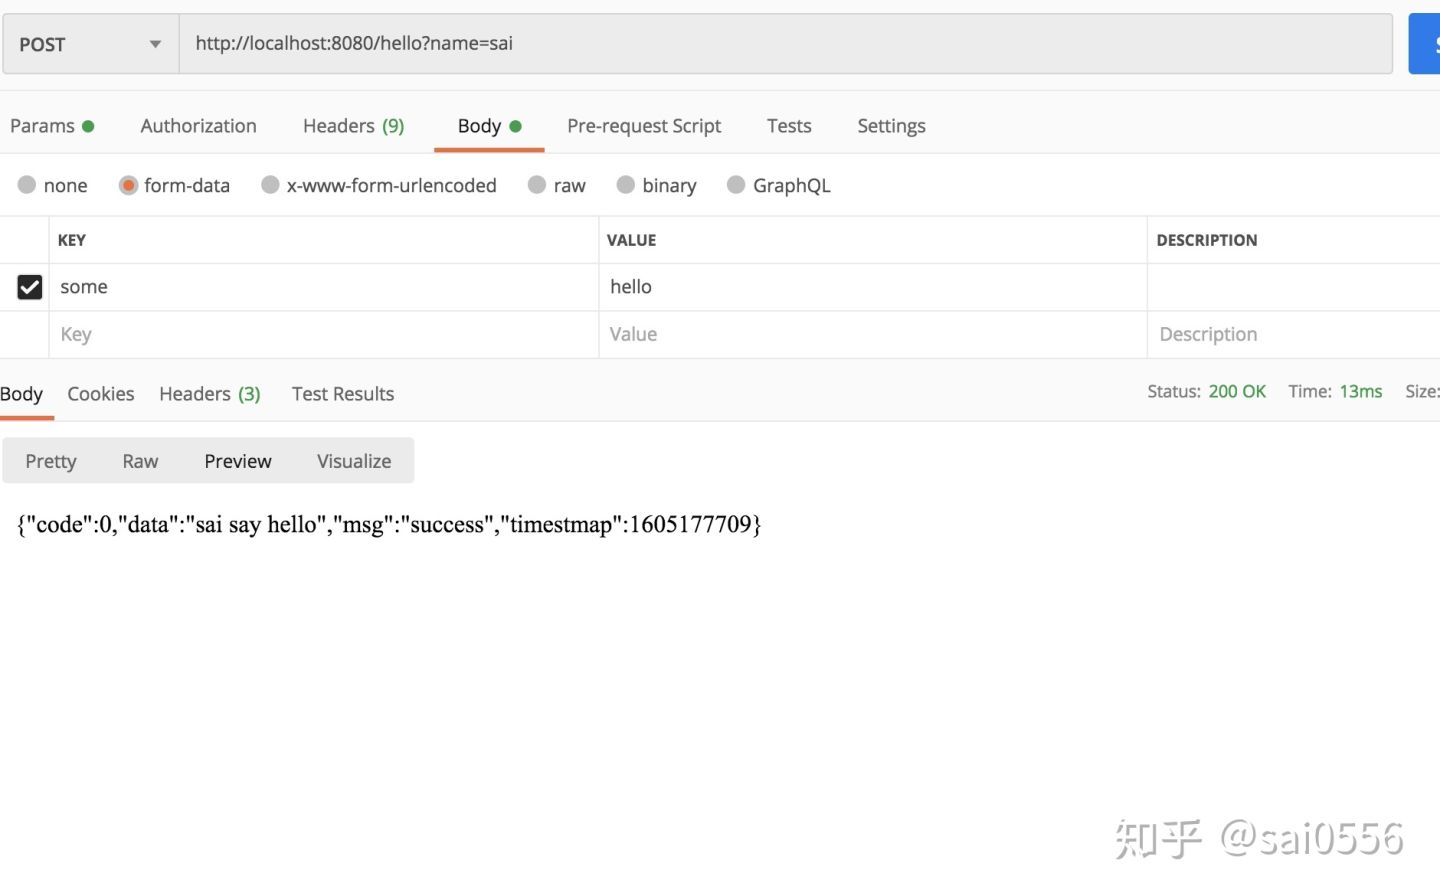 POST http://localhost:8080/hello?name=sai
Params Authorization Headers (9) Body Pre-request Script Tests Settings
none form-data x-www-form-urlencoded raw binary GraphQL
KEY VALUE DESCRIPTION
some hello
Key Value Description
Body Cookies Headers (3) Test Results Status: 200 OK Time: 13ms Size:
Pretty Raw Preview Visualize
{"code":0,"data":"sai say hello","msg":"success","timestmap":1605177709}
知乎 @sai0556